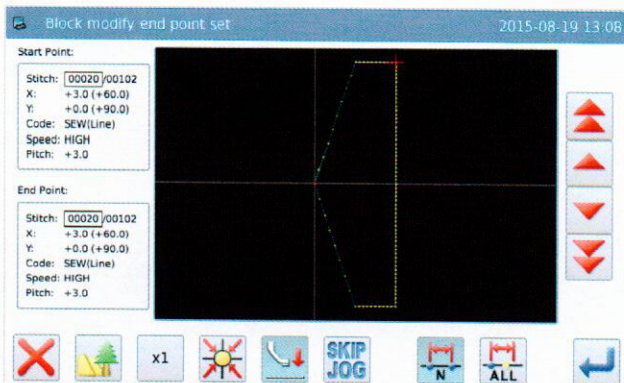 Block modify end point set 2015-08-19 13:08
Start Point:
Stitch: 00020/00102
X: +3.0 (+60.0)
Y: +0.0 (+90.0)
Code: SEW(Line)
Speed: HIGH
Pitch: +3.0
End Point:
Stitch: 00020/00102
X: +3.0 (+60.0)
Y: +0.0 (+90.0)
Code: SEW(Line)
Speed: HIGH
Pitch: +3.0
x1
SKIP
JOG
N
ALL